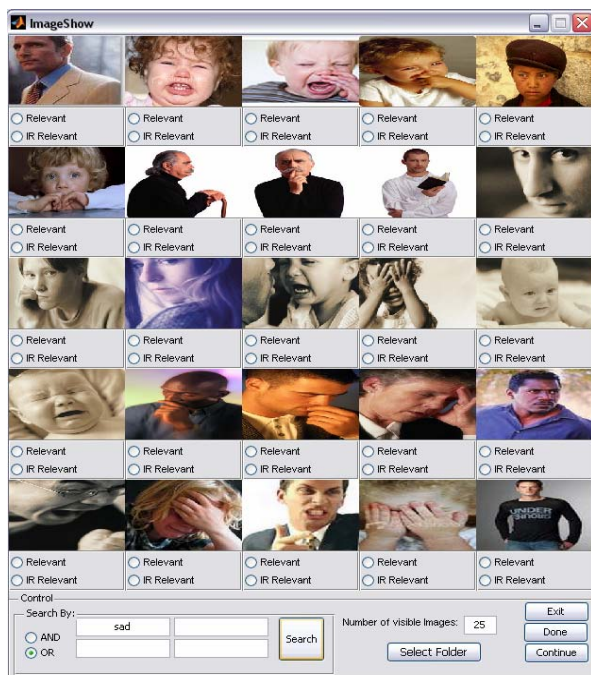 ImageShow
Relevant Relevant Relevant Relevant Relevant
IR Relevant IR Relevant IR Relevant IR Relevant IR Relevant
Relevant Relevant Relevant Relevant Relevant
IR Relevant IR Relevant IR Relevant IR Relevant IR Relevant
Relevant Relevant Relevant Relevant Relevant
IR Relevant IR Relevant IR Relevant IR Relevant IR Relevant
Relevant Relevant Relevant Relevant Relevant
IR Relevant IR Relevant IR Relevant IR Relevant IR Relevant
UNDER
Relevant Relevant Relevant Relevant Relevant
IR Relevant IR Relevant IR Relevant IR Relevant IR Relevant
Control
Search By:
AND
OR
sad
Search
Number of visible Images: 25
Select Folder
Exit
Done
Continue